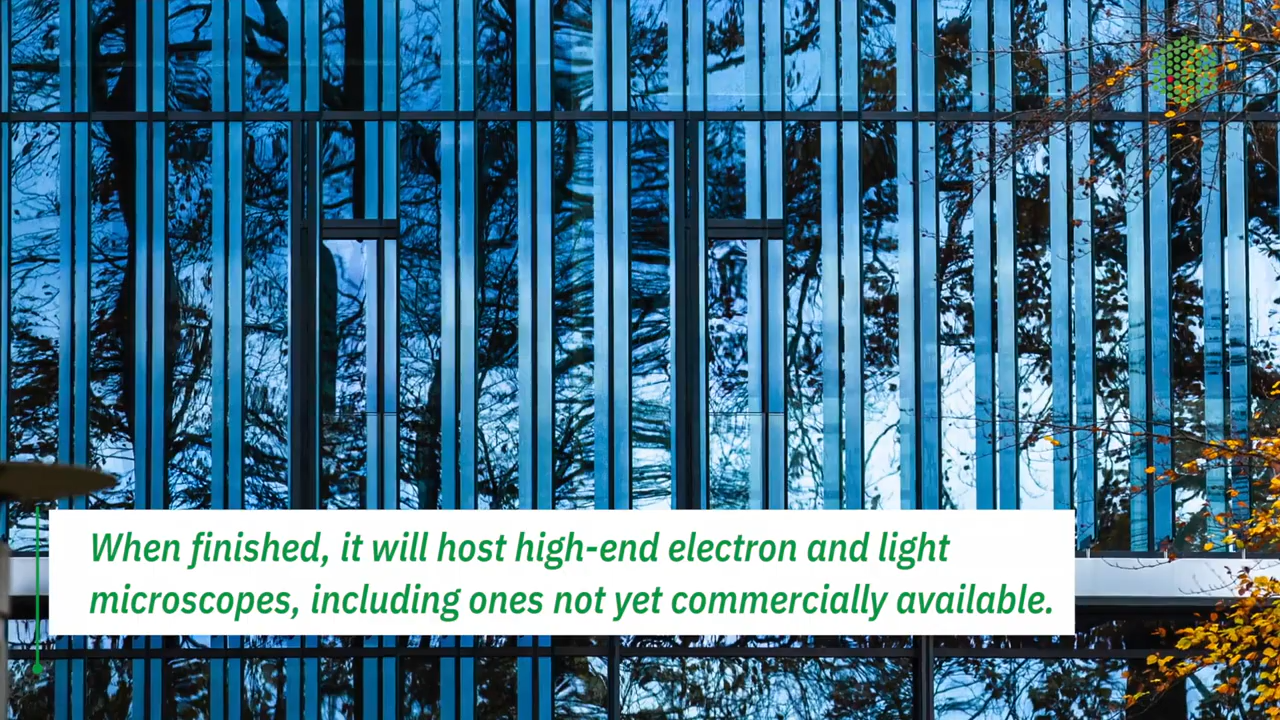 When finished, it will host high-end electron and light
microscopes, including ones not yet commercially available.